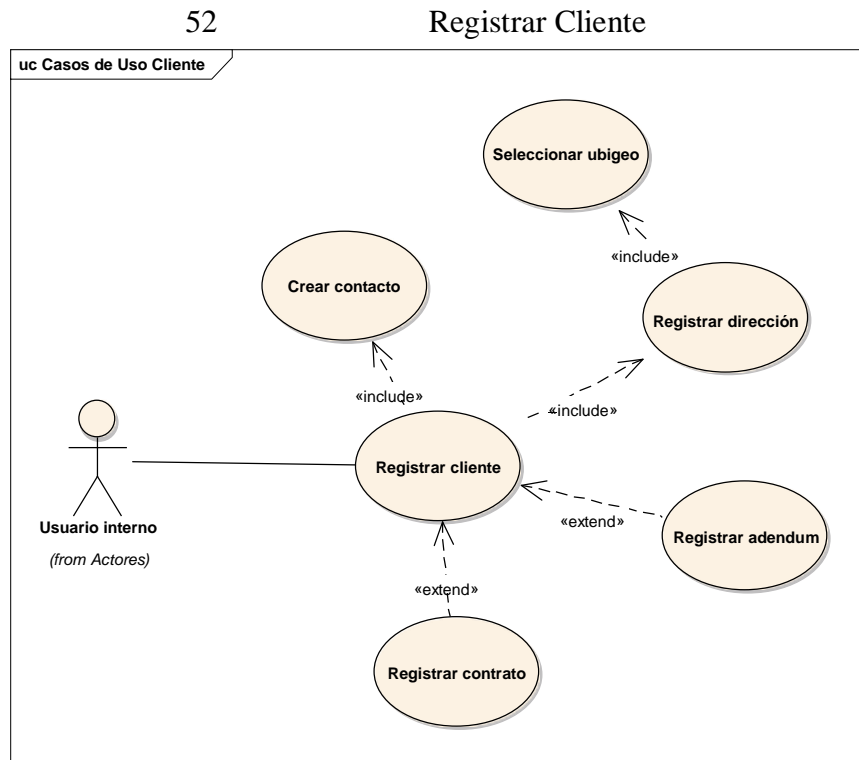 52 Registrar Cliente
uc Casos de Uso Cliente
Seleccionar ubigeo
«include»
Crear contacto
Registrar dirección
«include»
«include»
Registrar cliente
Usuario interno
(from Actores)
«extend»
Registrar adendum
«extend»
Registrar contrato